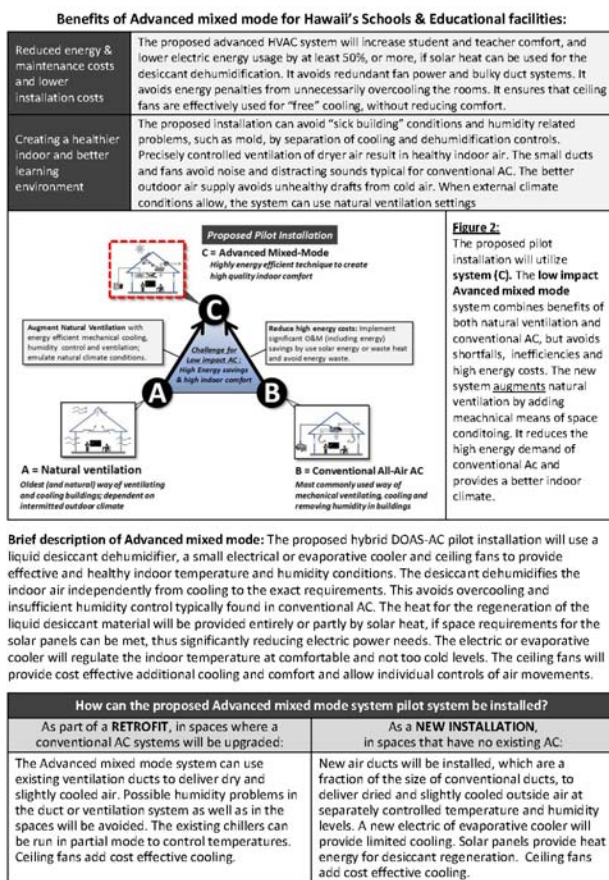 Benefits of Advanced mixed mode for Hawaii's Schools & Educational facilities:
Reduced energy &
maintenance costs
and lower
installation costs
The proposed advanced HVAC system will increase student and teacher comfort, and
lower electric energy usage by at least 50%, or more, if solar heat can be used for the
desiccant dehumidification. It avoids redundant fan power and bulky duct systems. It
avoids energy penalties from unnecessarily overcooling the rooms. It ensures that ceiling
fans are effectively used for "free" cooling, without reducing comfort.
Creating a healthier
indoor and better
learning
environment
The proposed installation can avoid "sick building" conditions and humidity related
problems, such as mold, by separation of cooling and dehumidification controls.
Precisely controlled ventilation of dryer air result in healthy indoor air. The small ducts
and fans avoid noise and distracting sounds typical for conventional AC. The better
outdoor air supply avoids unhealthy drafts from cold air. When external climate
conditions allow, the system can use natural ventilation settings
Proposed Pilot Installation
C = Advanced Mixed-Mode
Highly energy efficient technique to create
high quality indoor comfort
C
Augment Natural Ventilation with
energy efficient mechanical cooling,
humidity control and ventilation;
emulate natural climate conditions.
Reduce high energy costs: Implement
significant O&M (including energy)
savings by use solar energy or waste heat
and avoid energy waste.
Challenge for
Low impact AC ;
High Energy savings
& high indoor comfort
A
B
A = Natural ventilation
Oldest (and natural) way of ventilating
and cooling buildings; dependent on
intermitted outdoor climate
B = Conventional All-Air AC
Most commonly used way of
mechanical ventilating, cooling and
removing humidity in buildings
Figure 2:
The proposed pilot
installation will utilize
system (C). The low impact
Avanced mixed mode
system combines benefits of
both natural ventilation and
conventional AC, but avoids
shortfalls, inefficiencies and
high energy costs. The new
system augments natural
ventilation by adding
meachnical means of space
conditoing. It reduces the
high energy demand of
conventional Ac and
provides a better indoor
climate.
Brief description of Advanced mixed mode: The proposed hybrid DOAS-AC pilot installation will use a
liquid desiccant dehumidifier, a small electrical or evaporative cooler and ceiling fans to provide
effective and healthy indoor temperature and humidity conditions. The desiccant dehumidifies the
indoor air independently from cooling to the exact requirements. This avoids overcooling and
insufficient humidity control typically found in conventional AC. The heat for the regeneration of the
liquid desiccant material will be provided entirely or partly by solar heat, if space requirements for the
solar panels can be met, thus significantly reducing electric power needs. The electric or evaporative
cooler will regulate the indoor temperature at comfortable and not too cold levels. The ceiling fans will
provide cost effective additional cooling and comfort and allow individual controls of air movements.
How can the proposed Advanced mixed mode system pilot system be installed?
As part of a RETROFIT, in spaces where a
conventional AC systems will be upgraded:
As a NEW INSTALLATION,
in spaces that have no existing AC:
The Advanced mixed mode system can use
existing ventilation ducts to deliver dry and
slightly cooled air. Possible humidity problems in
the duct or ventilation system as well as in the
spaces will be avoided. The existing chillers can
be run in partial mode to control temperatures.
Ceiling fans add cost effective cooling.
New air ducts will be installed, which are a
fraction of the size of conventional ducts, to
deliver dried and slightly cooled outside air at
separately controlled temperature and humidity
levels. A new electric of evaporative cooler will
provide limited cooling. Solar panels provide heat
energy for desiccant regeneration. Ceiling fans
add cost effective cooling.